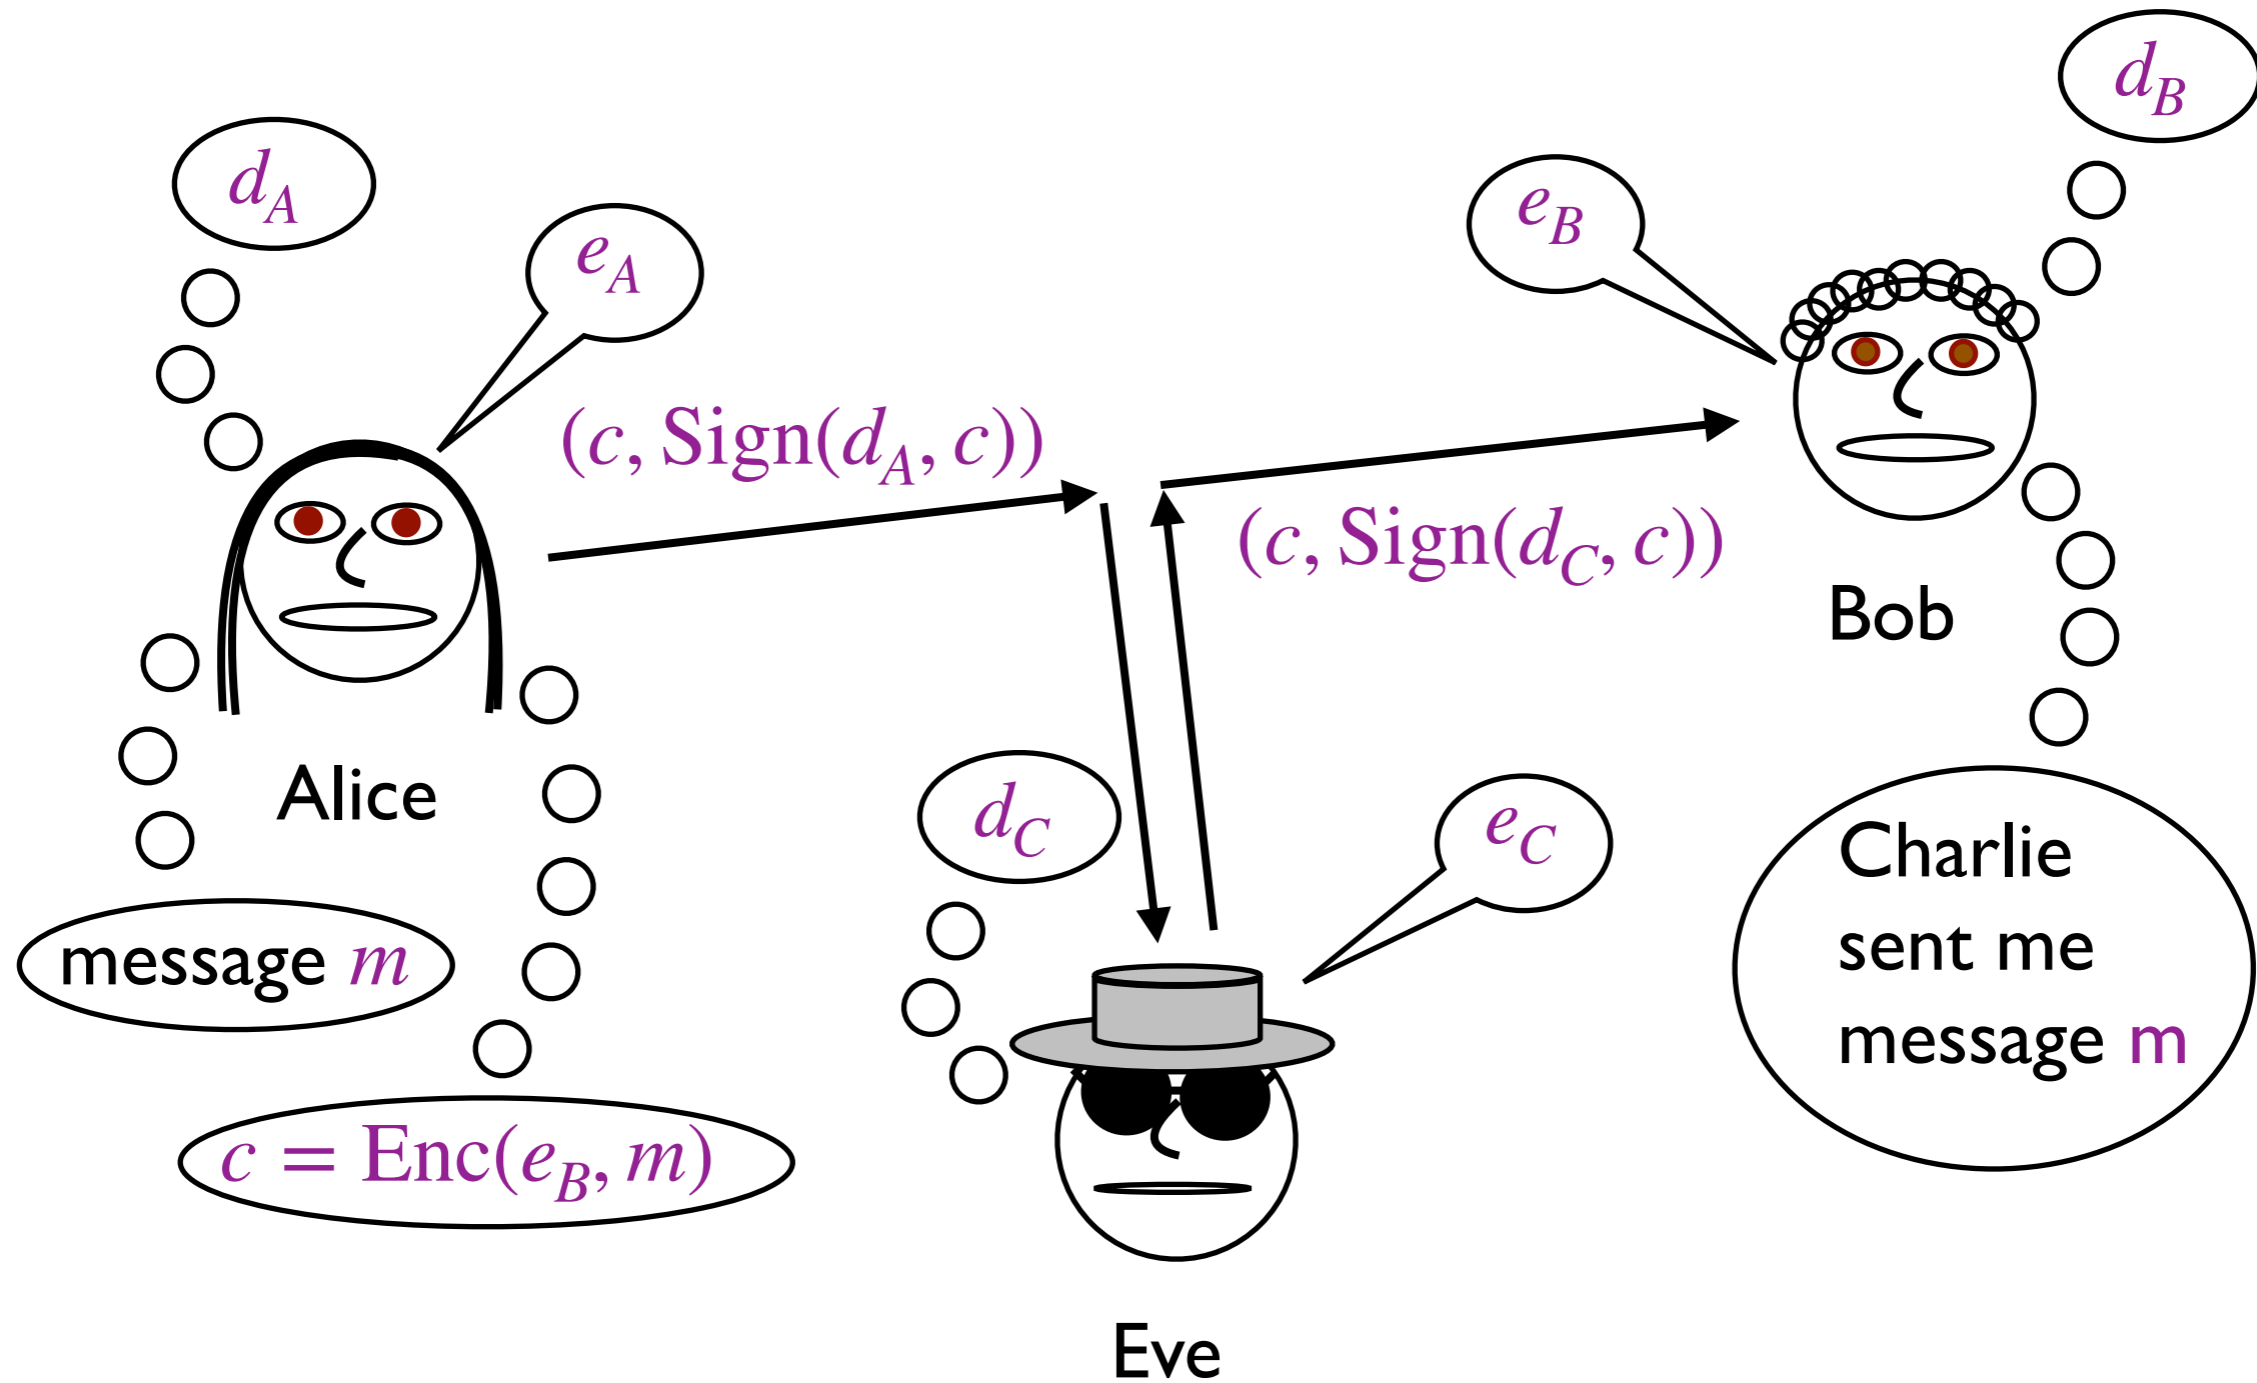 d_B
d_A
e_B
e_A
(c, Sign(d_A, c))
(c, Sign(d_C, c))
Bob
Alice
d_C
e_C
Charlie
sent me
message m
message m
c = Enc(e_B, m)
Eve